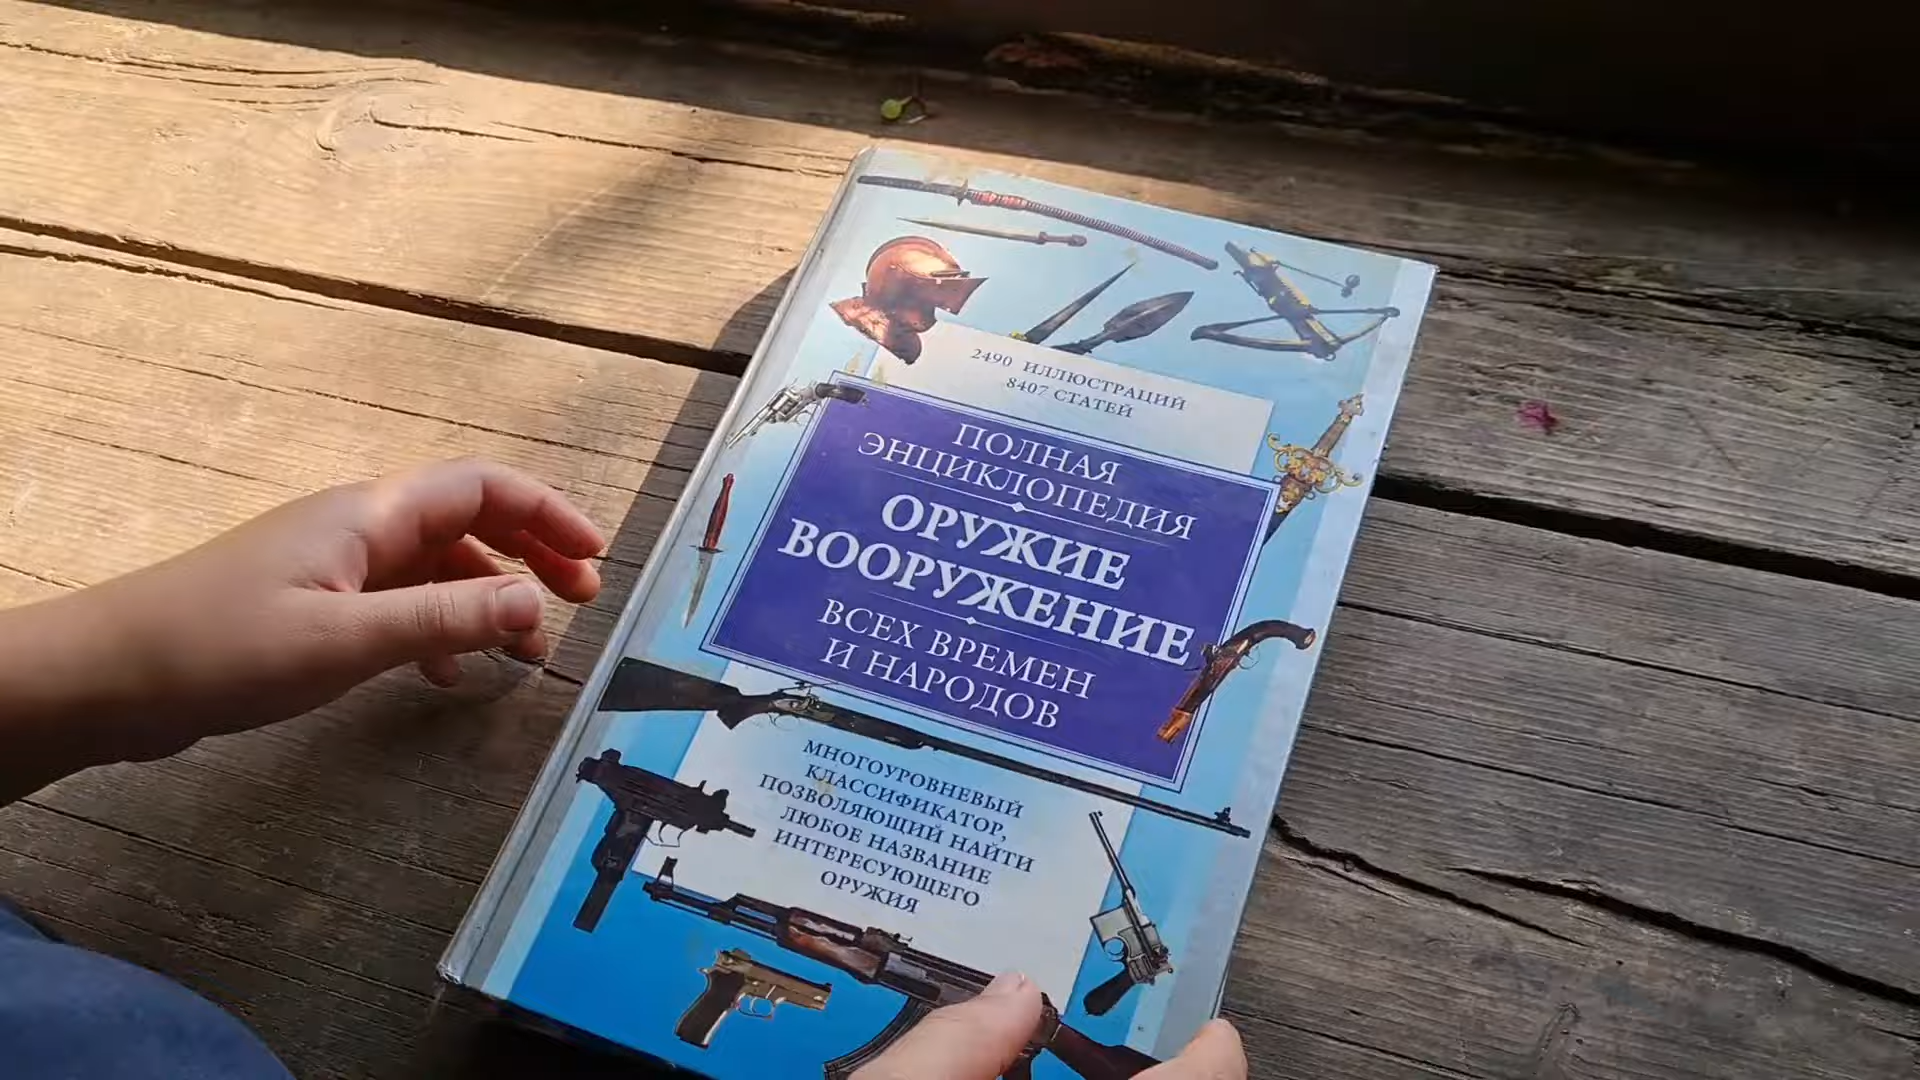 2490 ИЛЛЮСТРАЦИЙ
8407 СТАТЕЙ
ПОЛНАЯ
ЭНЦИКЛОПЕДИЯ
ОРУЖИЕ
ВООРУЖЕНИЕ
ВСЕХ ВРЕМЕН
И НАРОДОВ
МНОГОУРОВНЕВЫЙ
КЛАССИФИКАТОР,
ПОЗВОЛЯЮЩИЙ НАЙТИ
ЛЮБОЕ НАЗВАНИЕ
ИНТЕРЕСУЮЩЕГО
ОРУЖИЯ